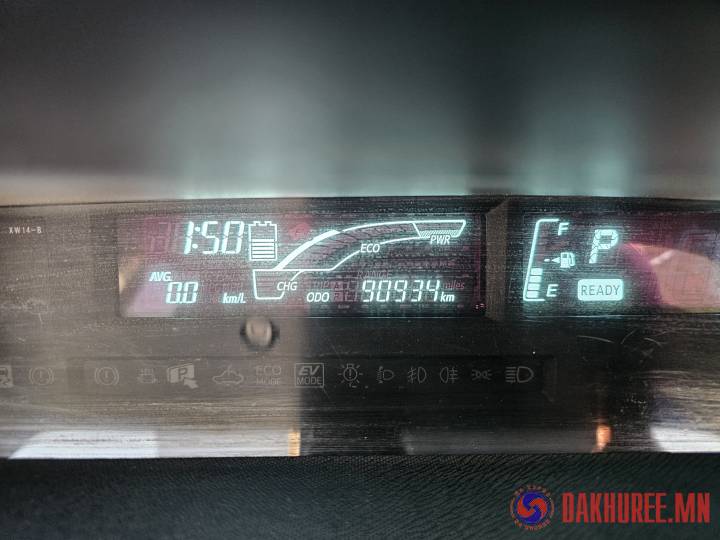 XW14-B
1:50
ECO
PWR
F
P
AVG.
0.0 km/L
CHG
ODO 90934 km
miles
E
READY
ECO MODE
EV MODE
DAKHUREE.MN